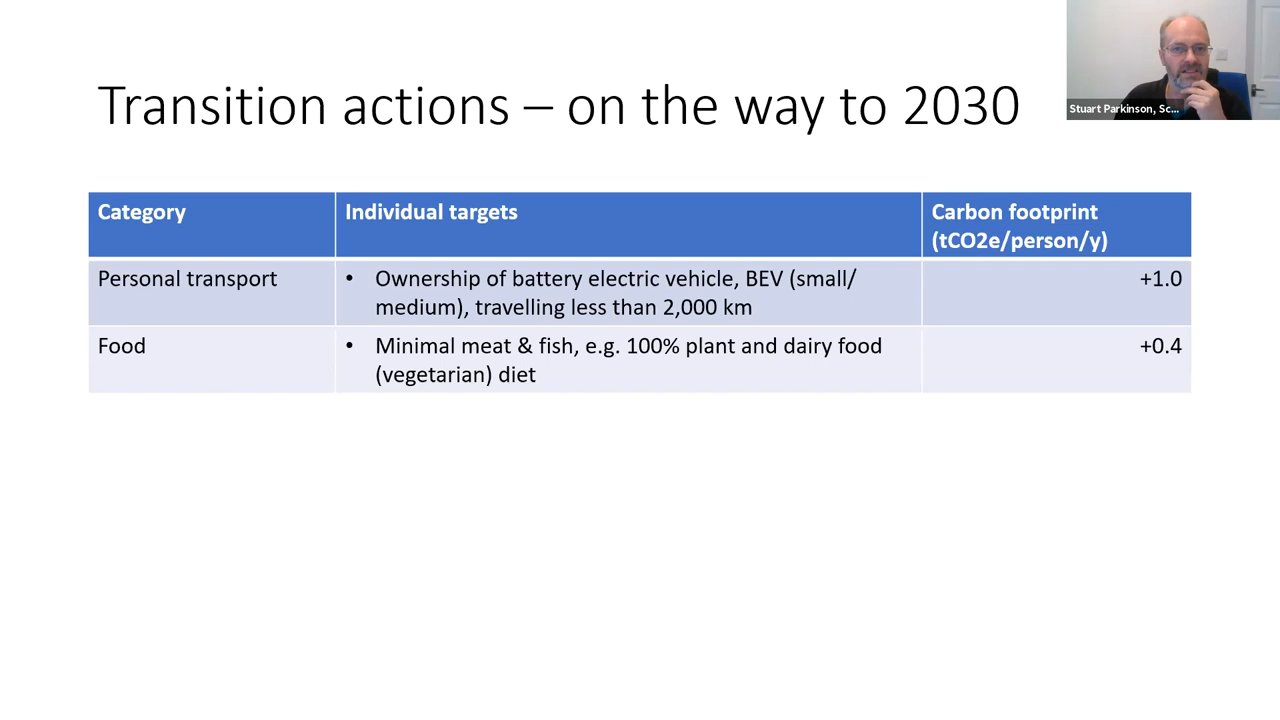 Transition actions – on the way to 2030
Stuart Parkinson, Sc...
Category
Individual targets
Carbon footprint
(tCO2e/person/y)
Personal transport
• Ownership of battery electric vehicle, BEV (small/
medium), travelling less than 2,000 km
+1.0
Food
• Minimal meat & fish, e.g. 100% plant and dairy food
(vegetarian) diet
+0.4